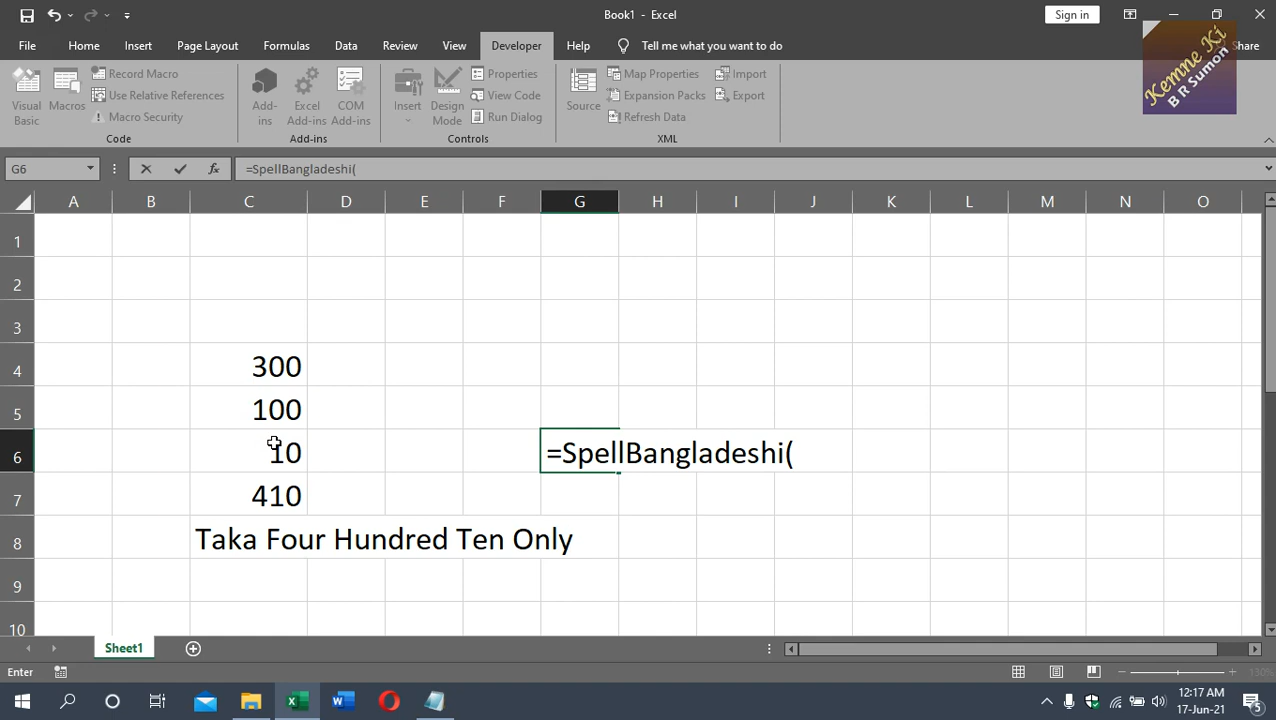 Book1 - Excel
Sign in
File Home Insert Page Layout Formulas Data Review View Developer Help Tell me what you want to do Share
Kemne Ki
B R Sumon
Visual Basic
Macros
Record Macro
Use Relative References
Macro Security
Code
Add-ins
Excel Add-ins
COM Add-ins
Add-ins
Insert
Design Mode
Properties
View Code
Run Dialog
Controls
Source
Map Properties
Expansion Packs
Refresh Data
Import
Export
XML
G6 fx =SpellBangladeshi(
A B C D E F G H I J K L M N O
1
2
3
4 300
5 100
6 10 =SpellBangladeshi(
7 410
8 Taka Four Hundred Ten Only
9
10
Sheet1
Enter 130%
12:17 AM
17-Jun-21
5